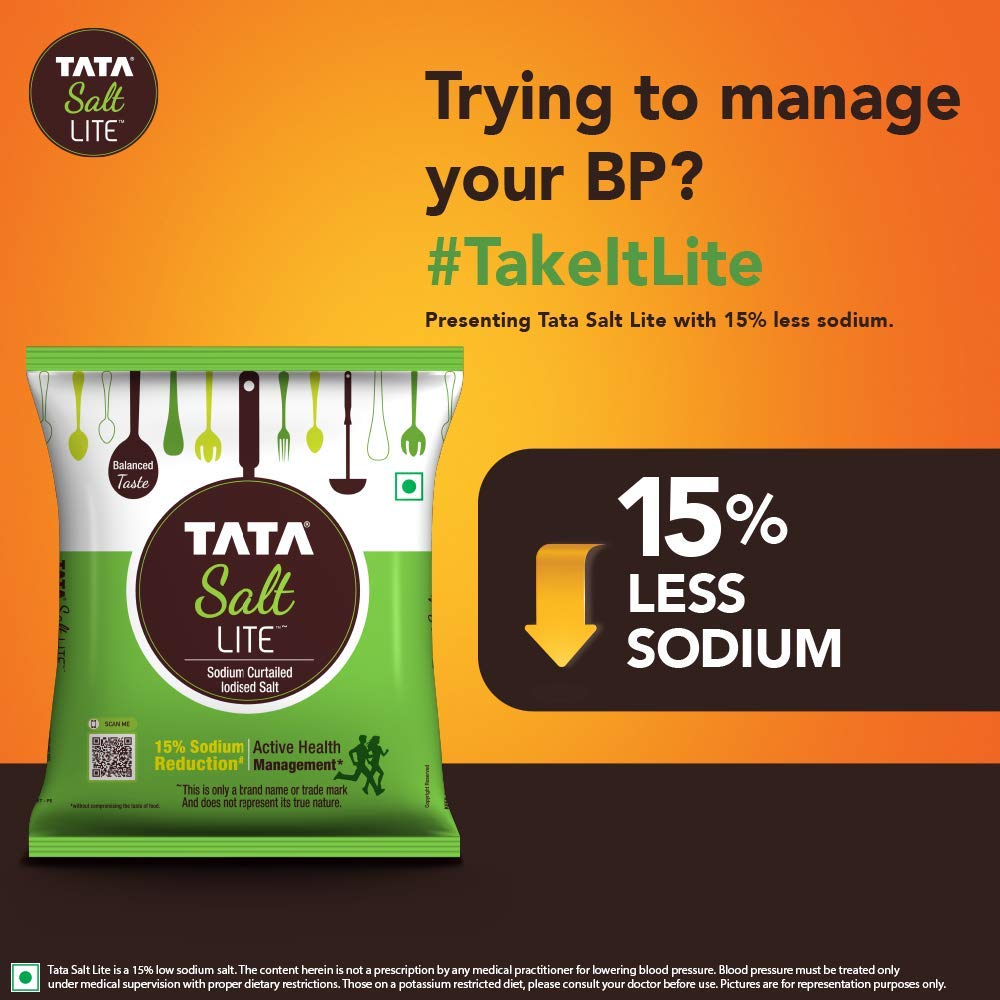 TATA®
Salt
LITE™
Trying to manage
your BP?
#TakeItLite
Presenting Tata Salt Lite with 15% less sodium.
Balanced
Taste
TATA®
Salt
LITE™~
Sodium Curtailed
Iodised Salt
15%
LESS
SODIUM
SCAN ME
15% Sodium
Reduction#
Active Health
Management*
~This is only a brand name or trade mark
And does not represent its true nature.
*without compromising the taste of food.
Copyright Reserved
Tata Salt Lite is a 15% low sodium salt. The content herein is not a prescription by any medical practitioner for lowering blood pressure. Blood pressure must be treated only
under medical supervision with proper dietary restrictions. Those on a potassium restricted diet, please consult your doctor before use. Pictures are for representation purposes only.